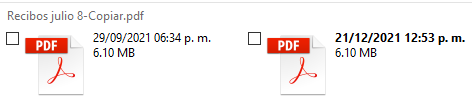 Recibos julio 8-Copiar.pdf
PDF 29/09/2021 06:34 p. m. PDF 21/12/2021 12:53 p. m.
6.10 MB 6.10 MB